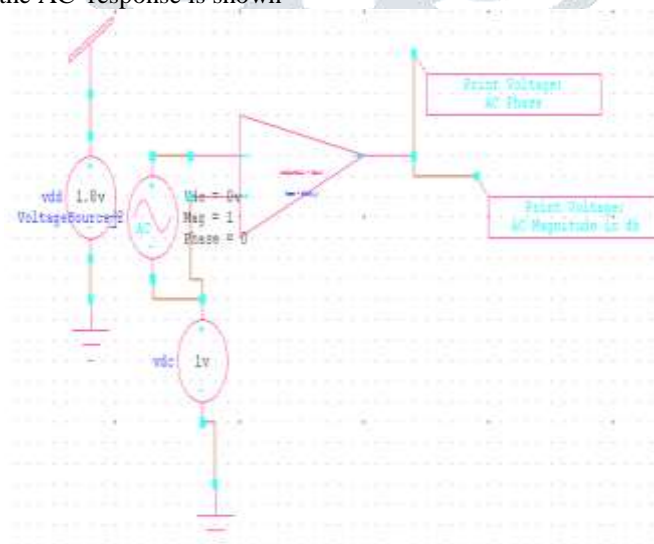 the AC response is shown
Print Voltage:
AC Phase
vdd 1.8v
VoltageSource_2
AC
Vdc = 0v
Mag = 1
Phase = 0
Print Voltage:
AC Magnitude in db
vdc 1v